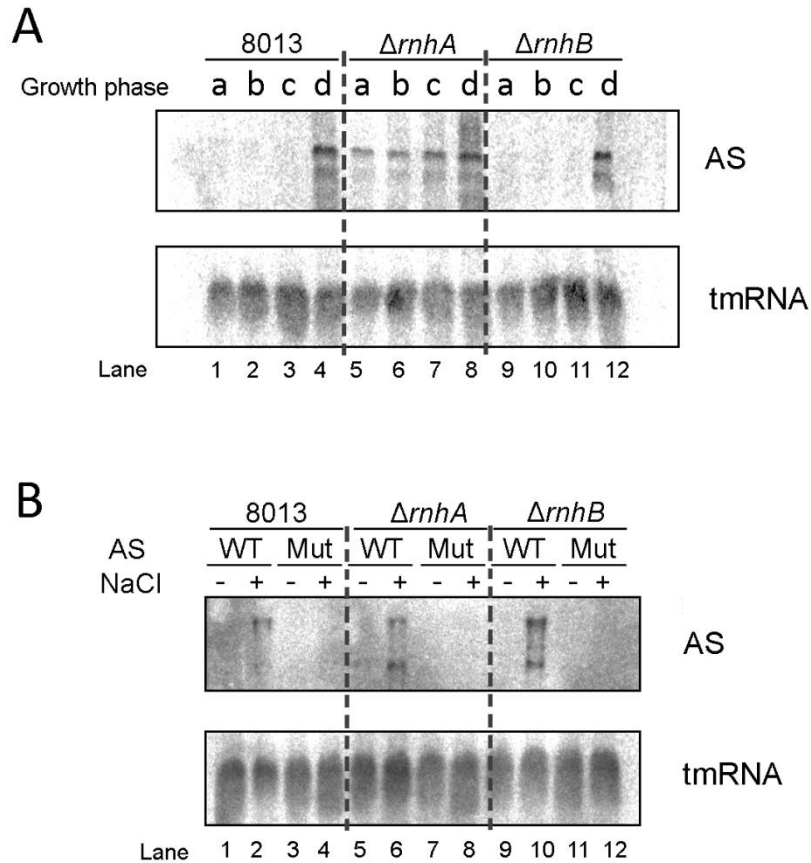 A
8013 ΔrnhA ΔrnhB
Growth phase a b c d a b c d a b c d
AS
tmRNA
Lane 1 2 3 4 5 6 7 8 9 10 11 12
B
8013 ΔrnhA ΔrnhB
AS WT Mut WT Mut WT Mut
NaCl - + - + - + - + - + - +
AS
tmRNA
Lane 1 2 3 4 5 6 7 8 9 10 11 12